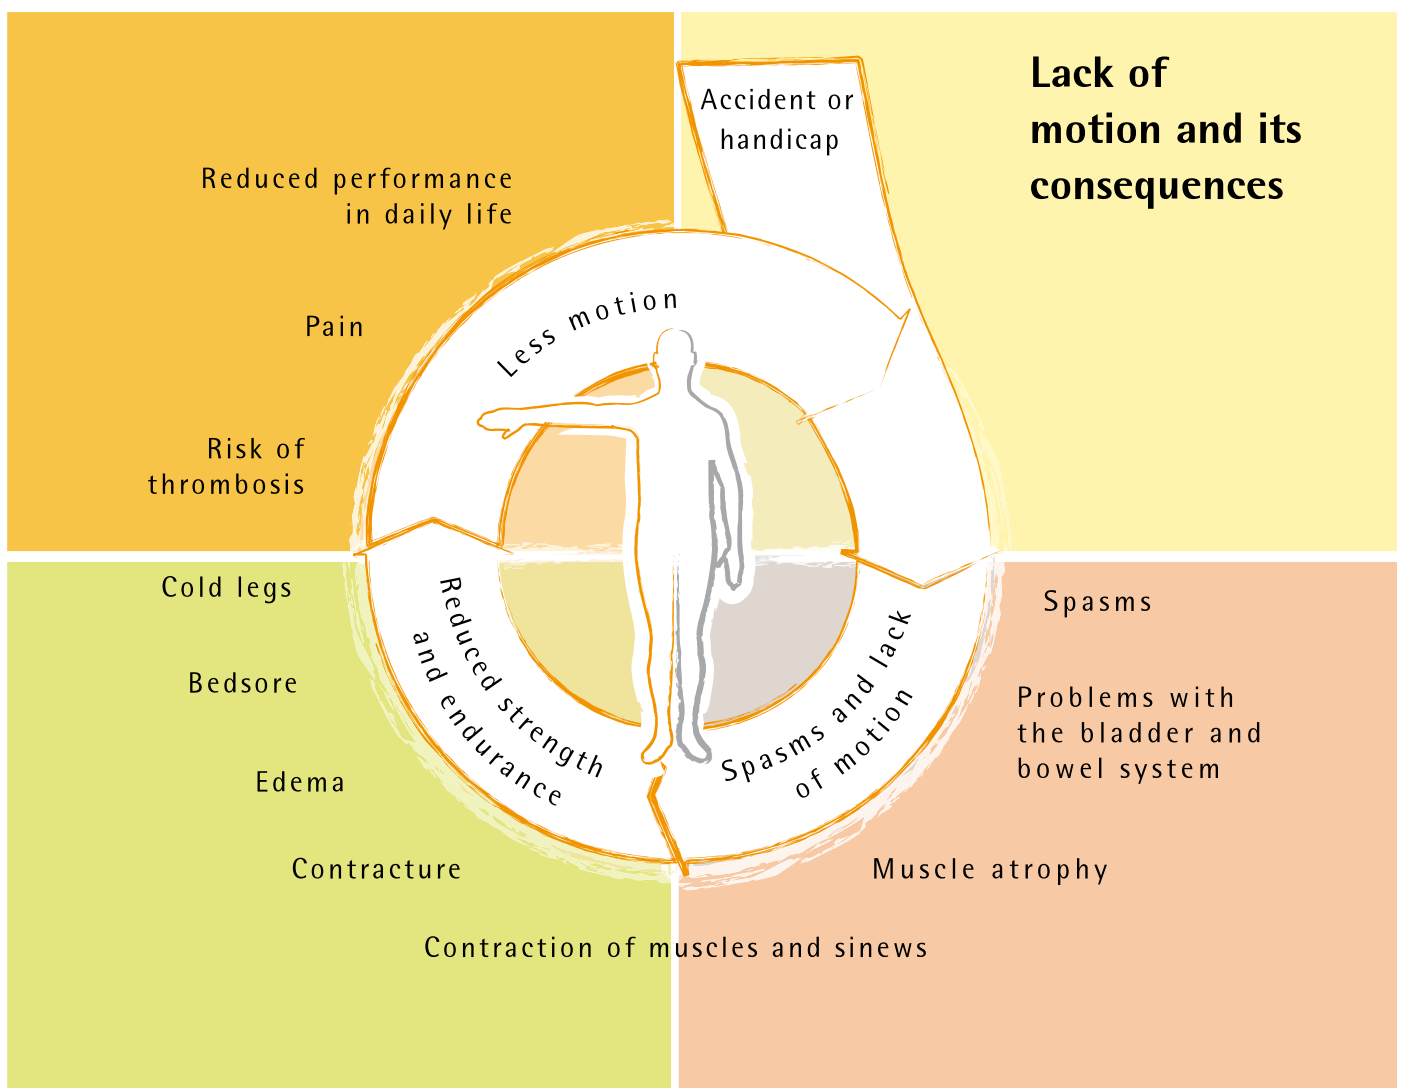 Lack of
motion and its
consequences
Accident or
handicap
Reduced performance
in daily life
Pain
Risk of
thrombosis
Less motion
Cold legs
Bedsore
Edema
Contracture
Reduced strength
and endurance
Spasms and lack
of motion
Spasms
Problems with
the bladder and
bowel system
Muscle atrophy
Contraction of muscles and sinews